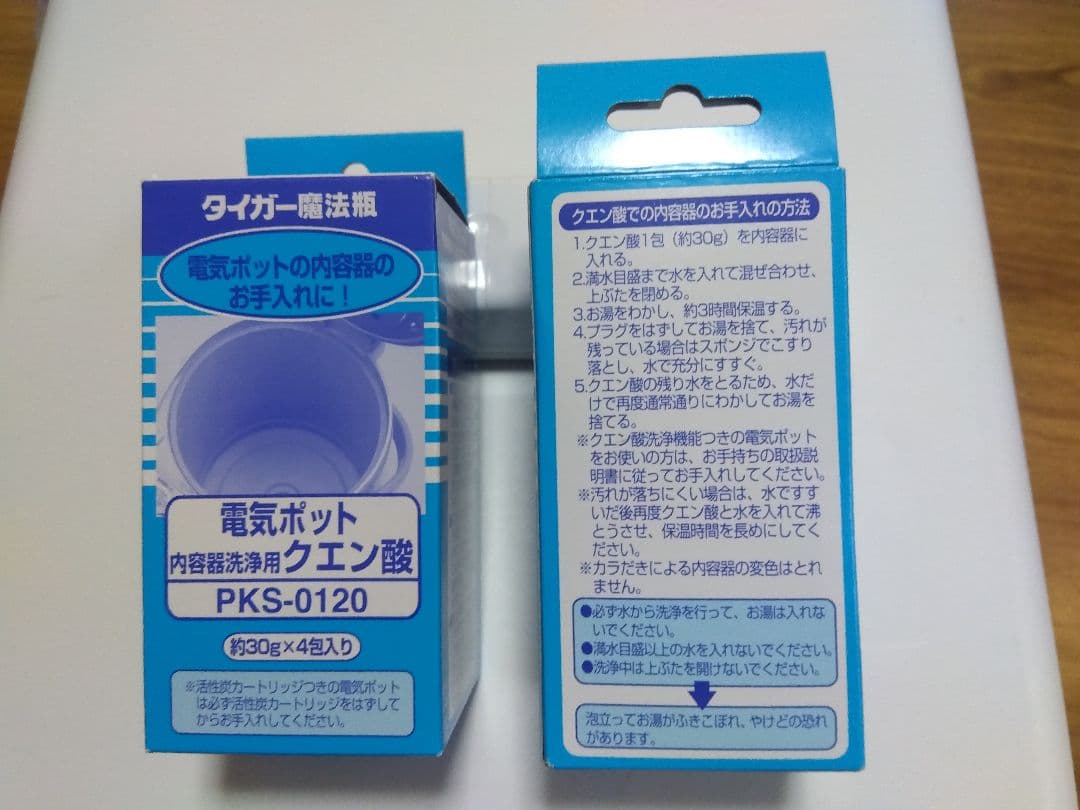 タイガー魔法瓶
電気ポットの内容器の
お手入れに!
電気ポット
内容器洗浄用クエン酸
PKS-0120
約30g×4包入り
※活性炭カートリッジつきの電気ポット
は必ず活性炭カートリッジをはずして
からお手入れしてください。
クエン酸での内容器のお手入れの方法
1.クエン酸1包(約30g)を内容器に
入れる。
2.満水目盛まで水を入れて混ぜ合わせ、
上ぶたを閉める。
3.お湯をわかし、約3時間保温する。
4.プラグをはずしてお湯を捨て、汚れが
残っている場合はスポンジでこすり
落とし、水で充分にすすぐ。
5.クエン酸の残り水をとるため、水だ
けで再度通常通りにわかしてお湯を
捨てる。
※クエン酸洗浄機能つきの電気ポット
をお使いの方は、お手持ちの取扱説
明書に従ってお手入れしてください。
※汚れが落ちにくい場合は、水ですす
いだ後再度クエン酸と水を入れて沸
とうさせ、保温時間を長めにしてく
ださい。
※カラだきによる内容器の変色はとれ
ません。
●必ず水から洗浄を行って、お湯は入れな
いでください。
●満水目盛以上の水を入れないでください。
●洗浄中は上ぶたを開けないでください。
泡立ってお湯がふきこぼれ、やけどの恐れ
があります。